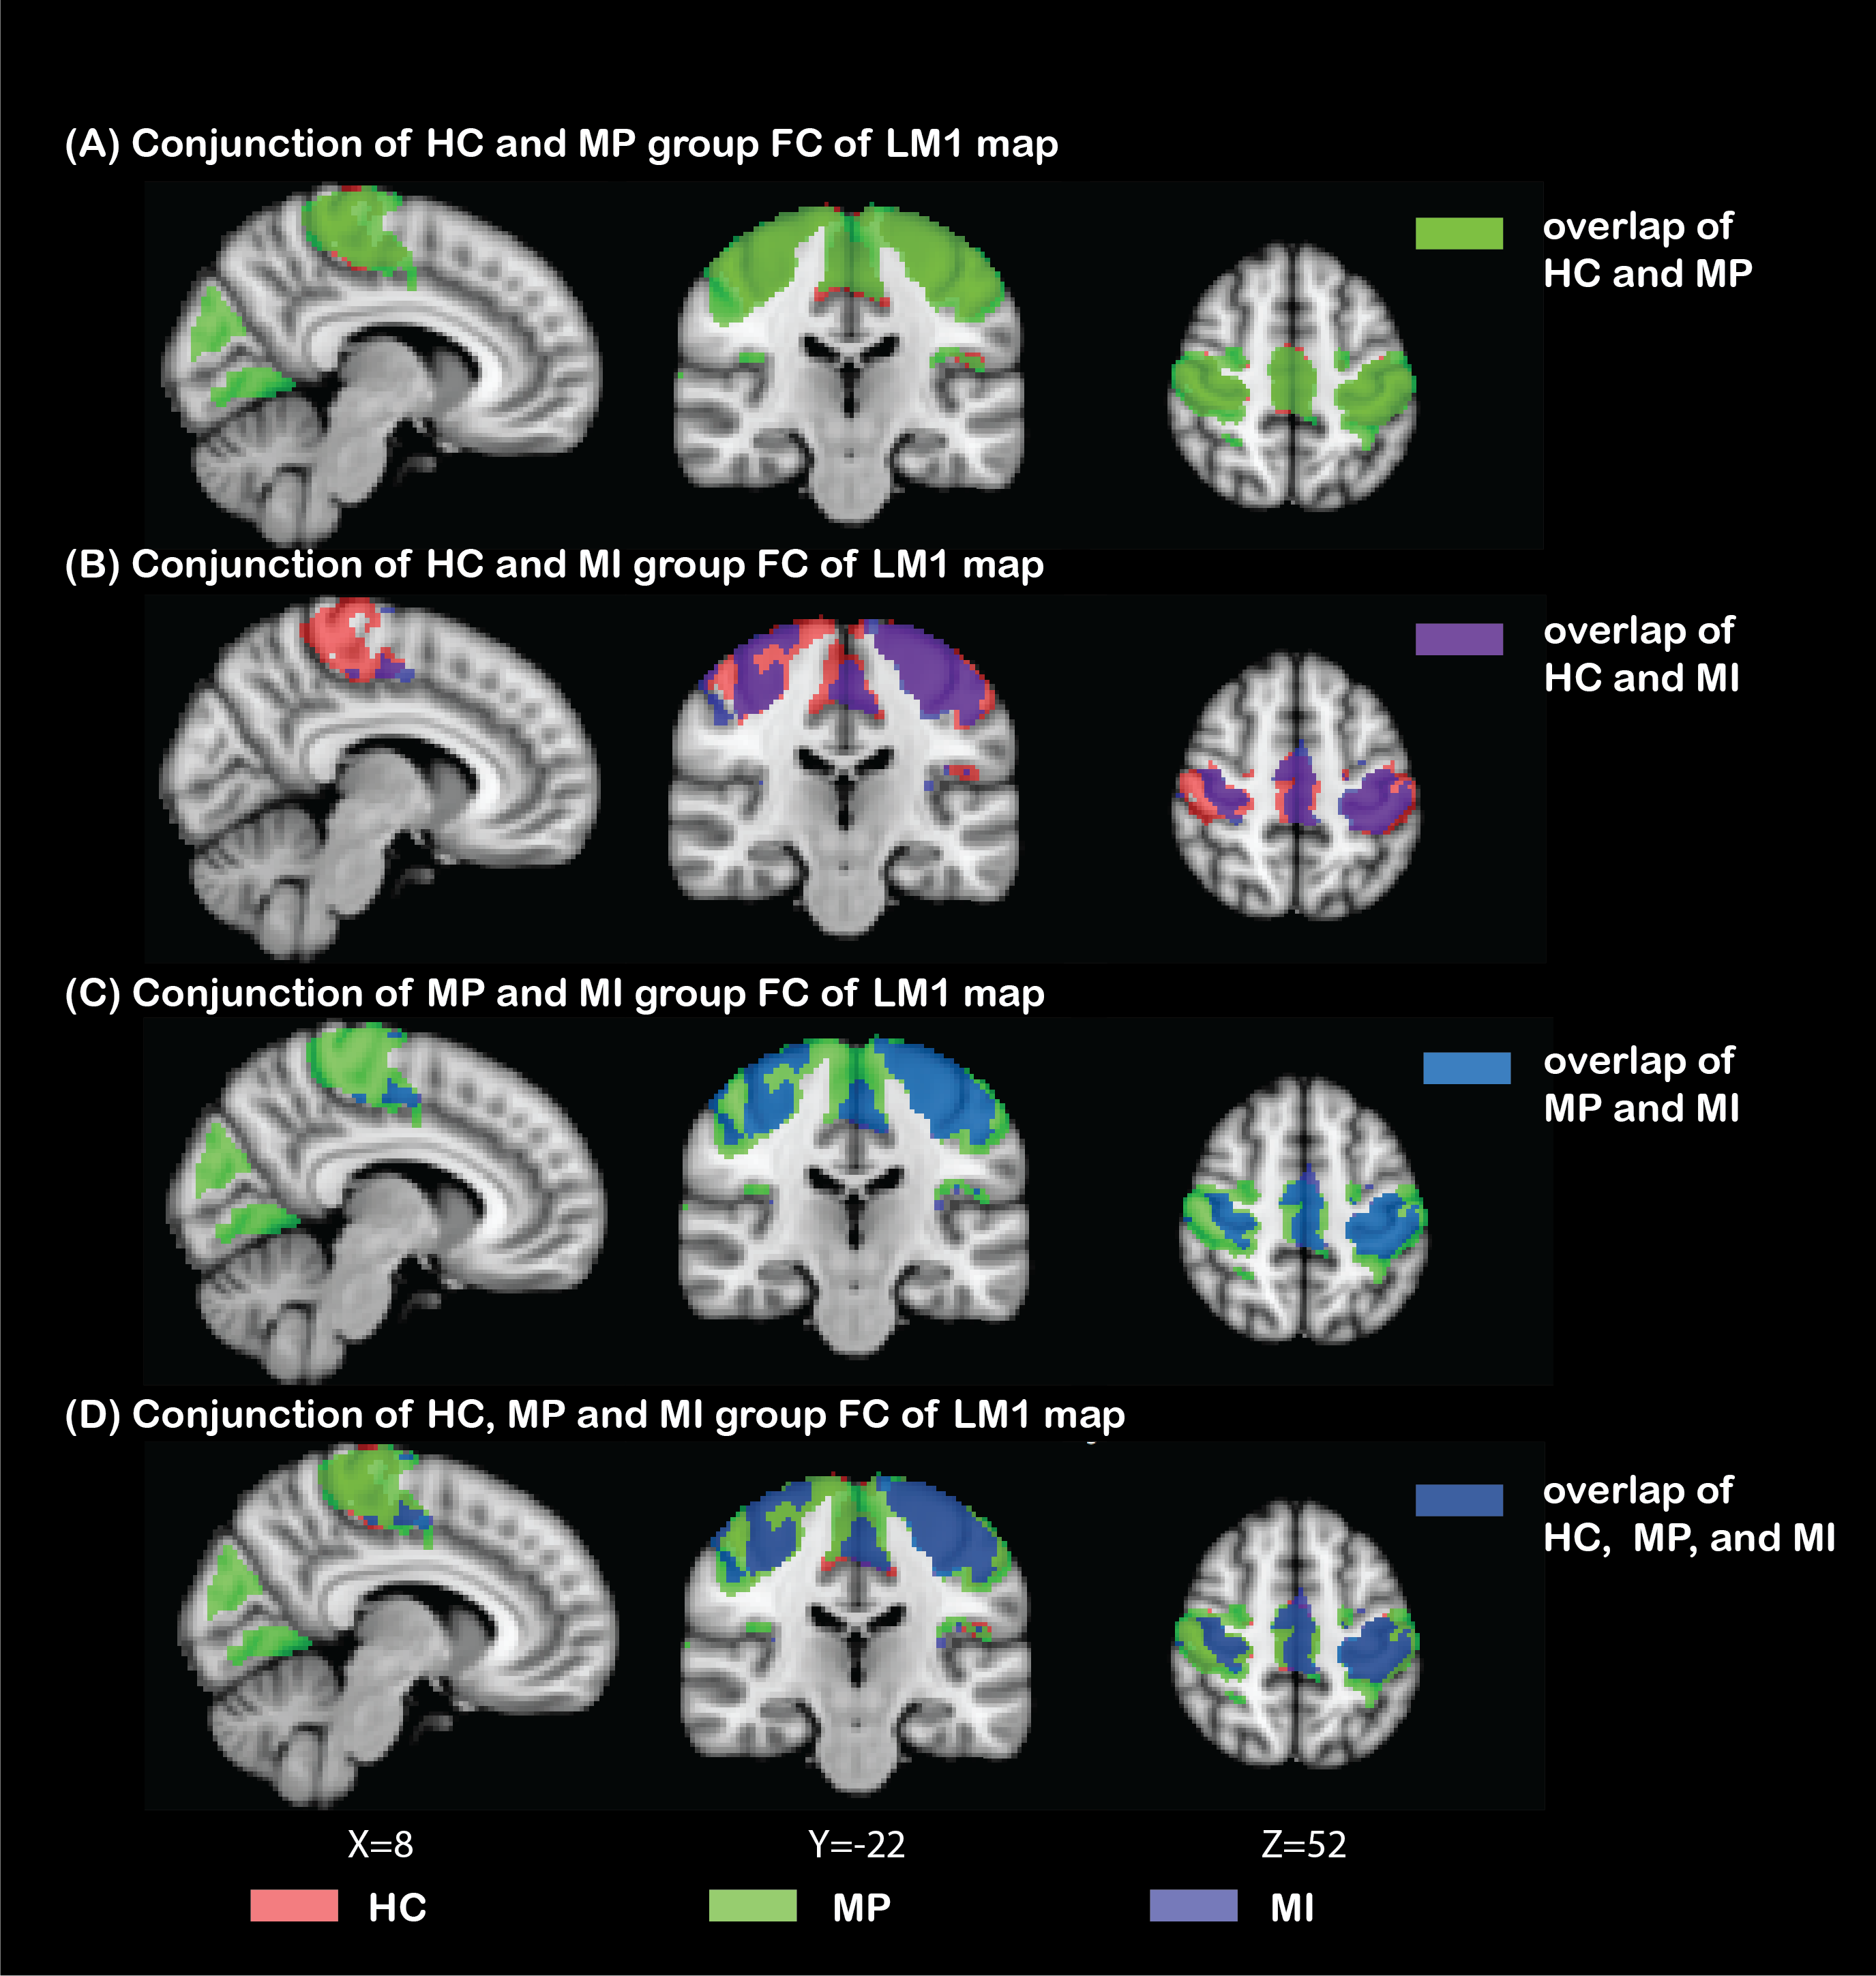 (A) Conjunction of HC and MP group FC of LM1 map
overlap of
HC and MP
(B) Conjunction of HC and MI group FC of LM1 map
overlap of
HC and MI
(C) Conjunction of MP and MI group FC of LM1 map
overlap of
MP and MI
(D) Conjunction of HC, MP and MI group FC of LM1 map
overlap of
HC, MP, and MI
X=8 Y=-22 Z=52
HC MP MI